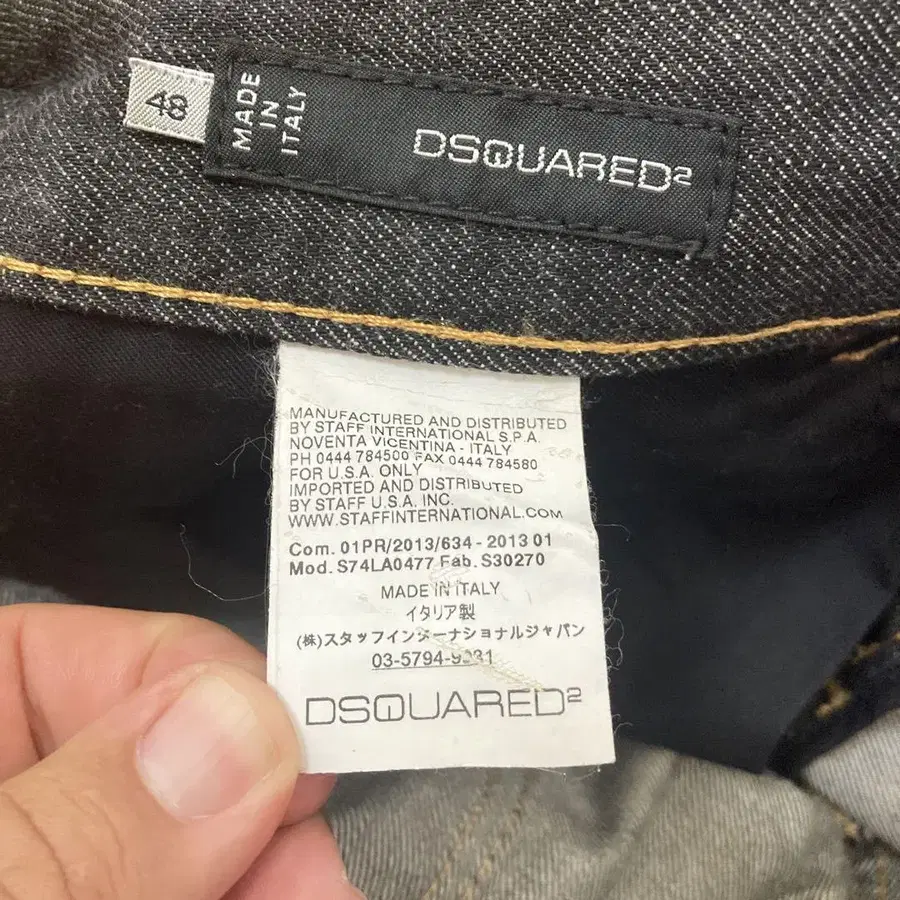 48
MADE
IN
ITALY
DSQUARED2
MANUFACTURED AND DISTRIBUTED
BY STAFF INTERNATIONAL S.P.A.
NOVENTA VICENTINA - ITALY
PH 0444 784500 FAX 0444 784580
FOR U.S.A. ONLY
IMPORTED AND DISTRIBUTED
BY STAFF U.S.A. INC.
WWW.STAFFINTERNATIONAL.COM
Com. 01PR/2013/634 - 2013 01
Mod. S74LA0477 Fab. S30270
MADE IN ITALY
イタリア製
(株)スタッフインターナショナルジャパン
DSQUARED2